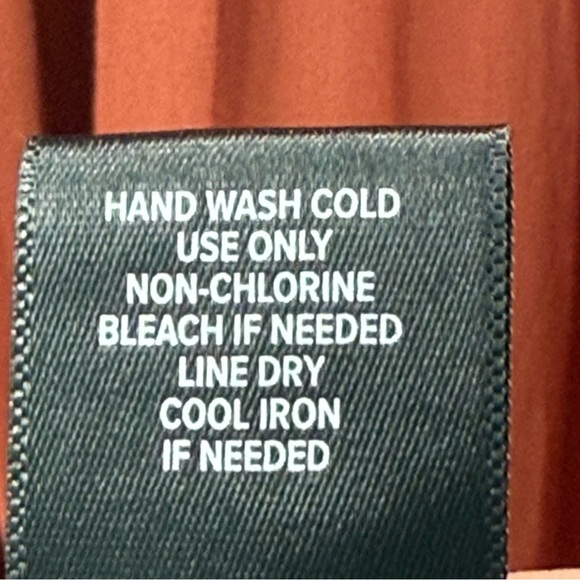 HAND WASH COLD
USE ONLY
NON-CHLORINE
BLEACH IF NEEDED
LINE DRY
COOL IRON
IF NEEDED